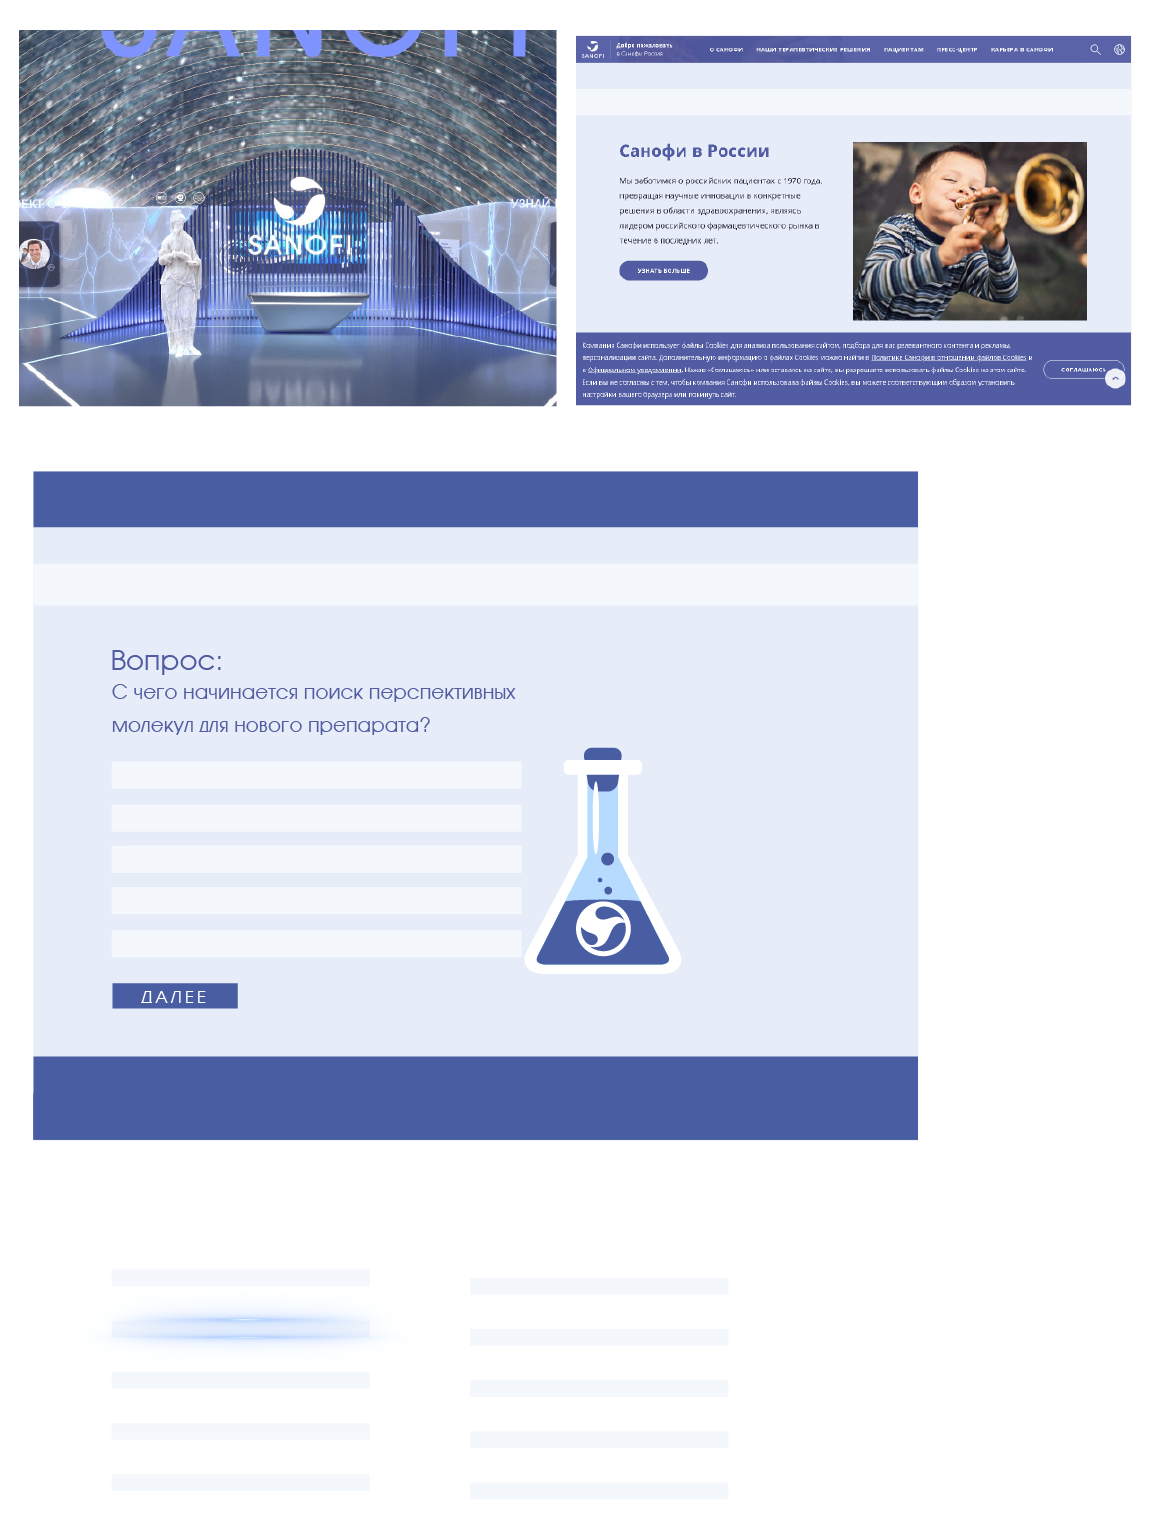 SANOFI
УЗНАЙ
SANOFI
SANOFI
Добро пожаловать
в Санофи Россия
О САНОФИ НАШИ ТЕРАПЕВТИЧЕСКИЕ РЕШЕНИЯ ПАЦИЕНТАМ ПРЕСС-ЦЕНТР КАРЬЕРА В САНОФИ
Санофи в России
Мы заботимся о российских пациентах с 1970 года,
превращая научные инновации в конкретные
решения в области здравоохранения, являясь
лидером российского фармацевтического рынка в
течение 6 последних лет.
УЗНАТЬ БОЛЬШЕ
Компания Санофи использует файлы Cookies для анализа пользования сайтом, подбора для вас релевантного контента и рекламы,
персонализации сайта. Дополнительную информацию о файлах Cookies можно найти в Политике Санофи в отношении файлов Cookies и
в Официальном уведомлении. Нажав «Соглашаюсь» или оставаясь на сайте, вы разрешаете использовать файлы Cookies на этом сайте.
Если вы не согласны с тем, чтобы компания Санофи использовала файлы Cookies, вы можете соответствующим образом установить
настройки вашего браузера или покинуть сайт.
СОГЛАШАЮСЬ
Вопрос:
С чего начинается поиск перспективных
молекул для нового препарата?
ДАЛЕЕ